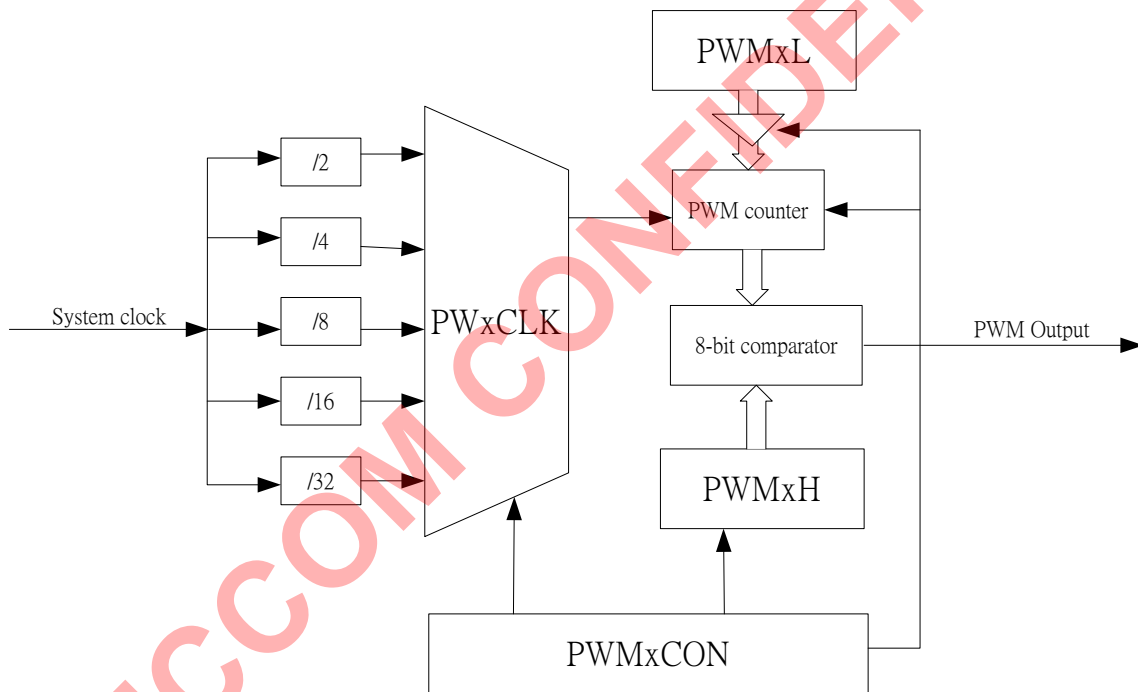 PWMxL
/2
PWM counter
/4
System clock
/8
PWxCLK
8-bit comparator
PWM Output
/16
/32
PWMxH
PWMxCON
CCOM CONFIDEN